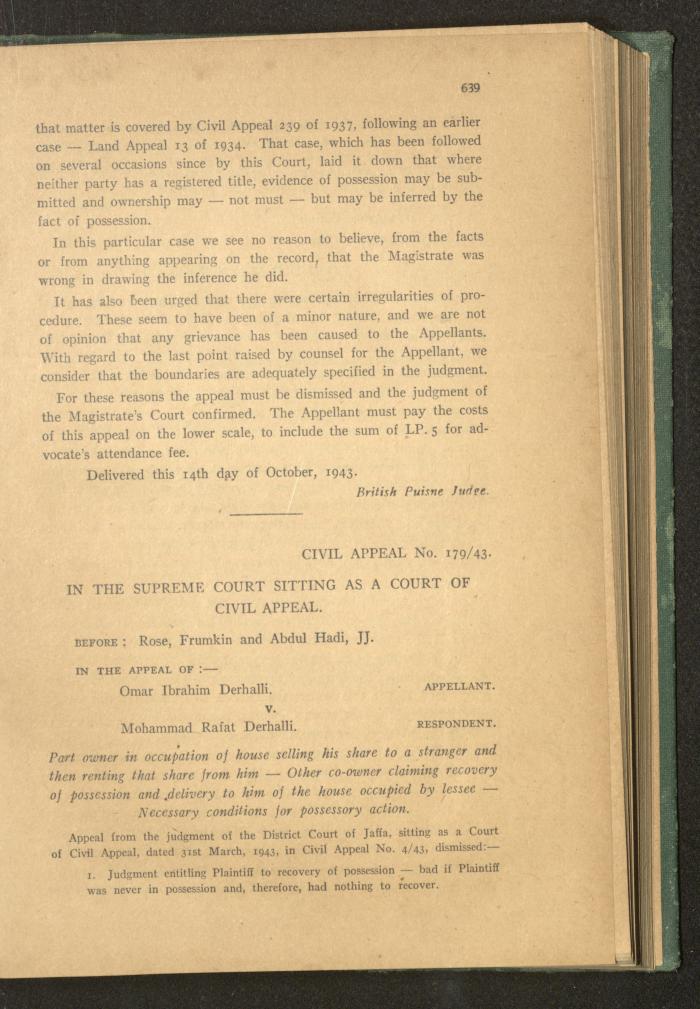 639
that matter is covered by Civil Appeal 239 of 1937, following an earlier
case — Land Appeal 13 of 1934. That case, which has been followed
on several occasions since by this Court, laid it down that where
neither party has a registered title, evidence of possession may be sub-
mitted and ownership may — not must — but may be inferred by the
fact of possession.
In this particular case we see no reason to believe, from the facts
or from anything appearing on the record, that the Magistrate was
wrong in drawing the inference he did.
It has also been urged that there were certain irregularities of pro-
cedure. These seem to have been of a minor nature, and we are not
of opinion that any grievance has been caused to the Appellants.
With regard to the last point raised by counsel for the Appellant, we
consider that the boundaries are adequately specified in the judgment.
For these reasons the appeal must be dismissed and the judgment of
the Magistrate's Court confirmed. The Appellant must pay the costs
of this appeal on the lower scale, to include the sum of LP. 5 for ad-
vocate's attendance fee.
Delivered this 14th day of October, 1943.
British Puisne Judge.
CIVIL APPEAL No. 179/43.
IN THE SUPREME COURT SITTING AS A COURT OF
CIVIL APPEAL.
BEFORE : Rose, Frumkin and Abdul Hadi, JJ.
IN THE APPEAL OF :—
Omar Ibrahim Derhalli. APPELLANT.
v.
Mohammad Rafat Derhalli. RESPONDENT.
Part owner in occupation of house selling his share to a stranger and
then renting that share from him — Other co-owner claiming recovery
of possession and delivery to him of the house occupied by lessee —
Necessary conditions for possessory action.
Appeal from the judgment of the District Court of Jaffa, sitting as a Court
of Civil Appeal, dated 31st March, 1943, in Civil Appeal No. 4/43, dismissed:—
1. Judgment entitling Plaintiff to recovery of possession — bad if Plaintiff
was never in possession and, therefore, had nothing to recover.